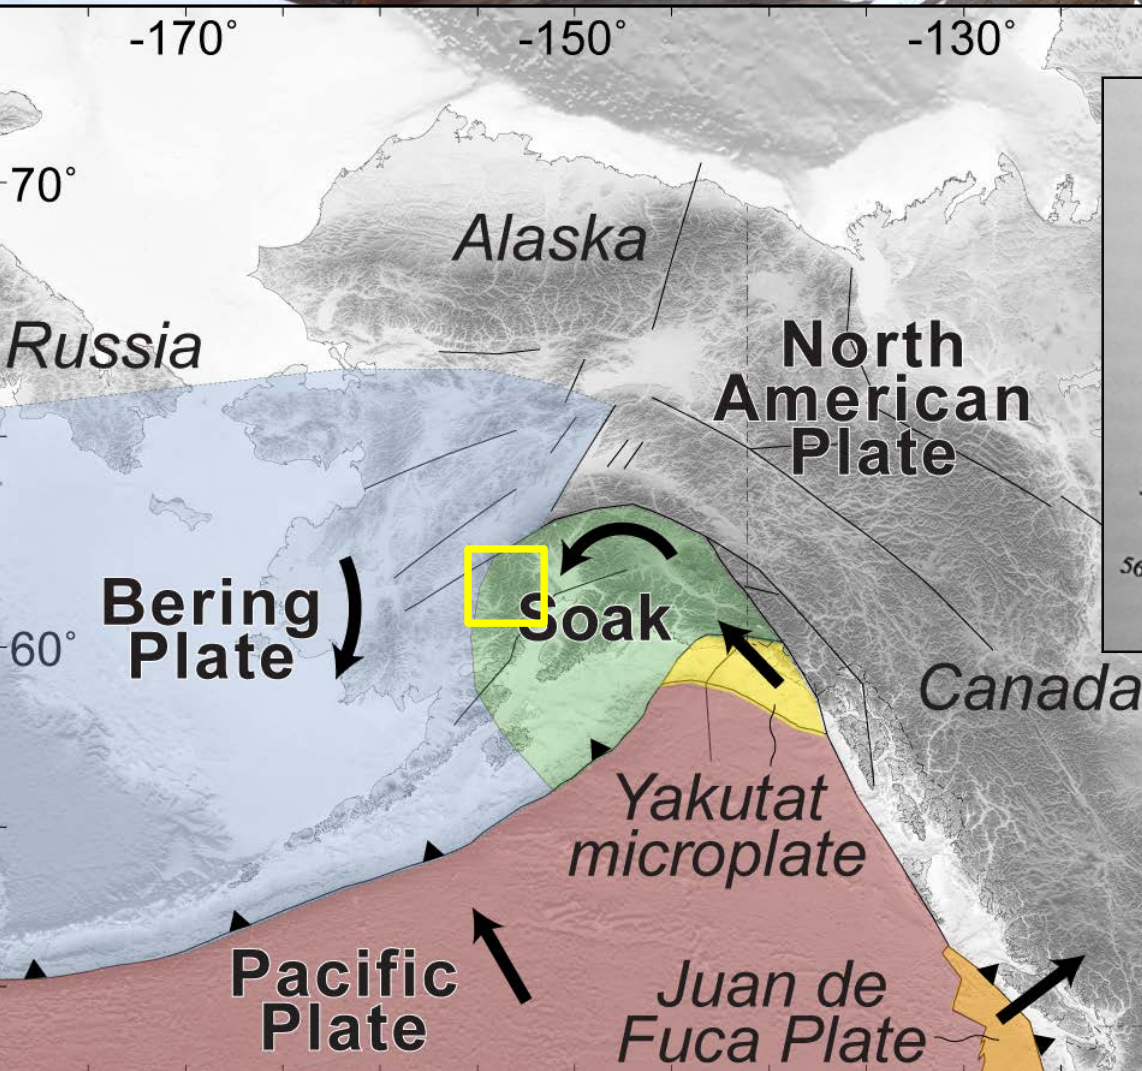 -170°
-150°
-130°
70°
Alaska
Russia
North
American
Plate
56
Bering
Plate
Soak
60°
Canada
Yakutat
microplate
Pacific
Plate
Juan de
Fuca Plate